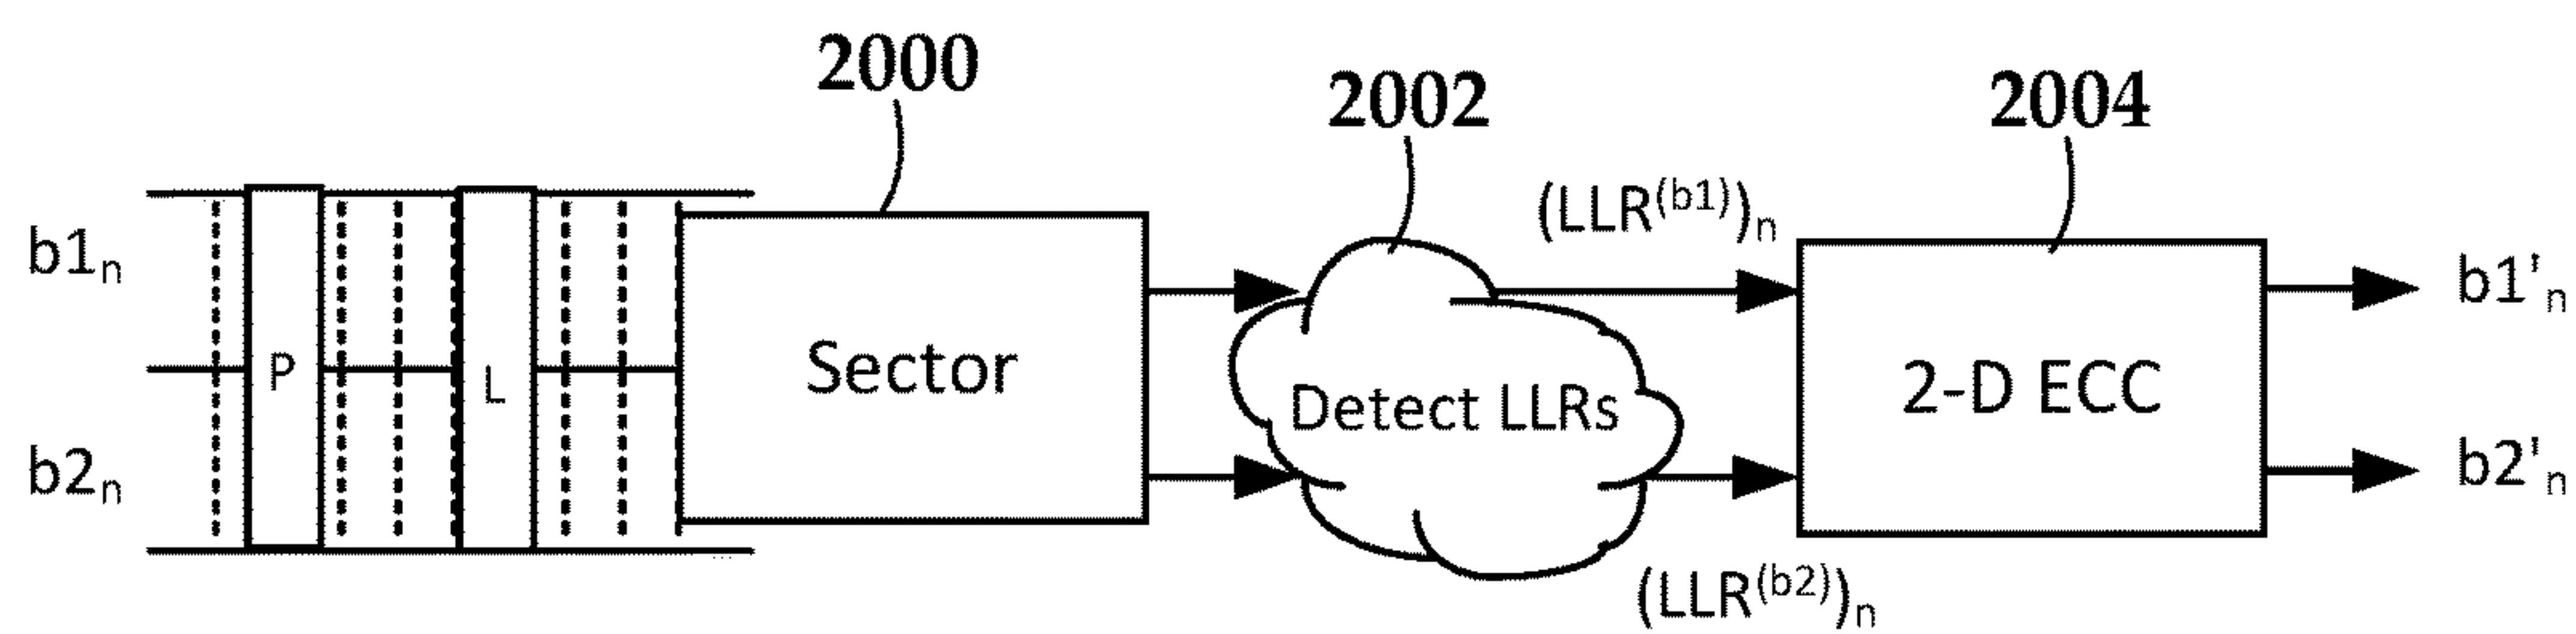 2000
2002
2004
b1n
P
L
b2n
Sector
Detect LLRs
(LLR(b1))n
(LLR(b2))n
2-D ECC
b1'n
b2'n